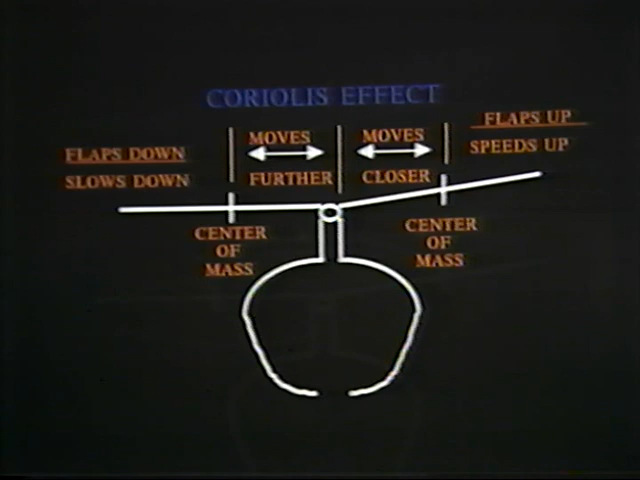 CORIOLIS EFFECT
FLAPS DOWN
SLOWS DOWN
MOVES
FURTHER
MOVES
CLOSER
FLAPS UP
SPEEDS UP
CENTER
OF
MASS
CENTER
OF
MASS